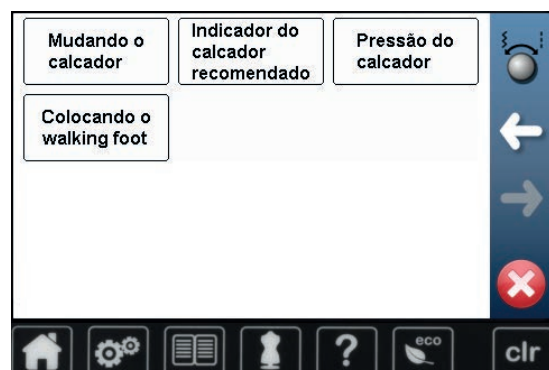 Mudando o
calcador
Indicador do
calcador
recomendado
Pressão do
calcador
Colocando o
walking foot
?
eco
clr